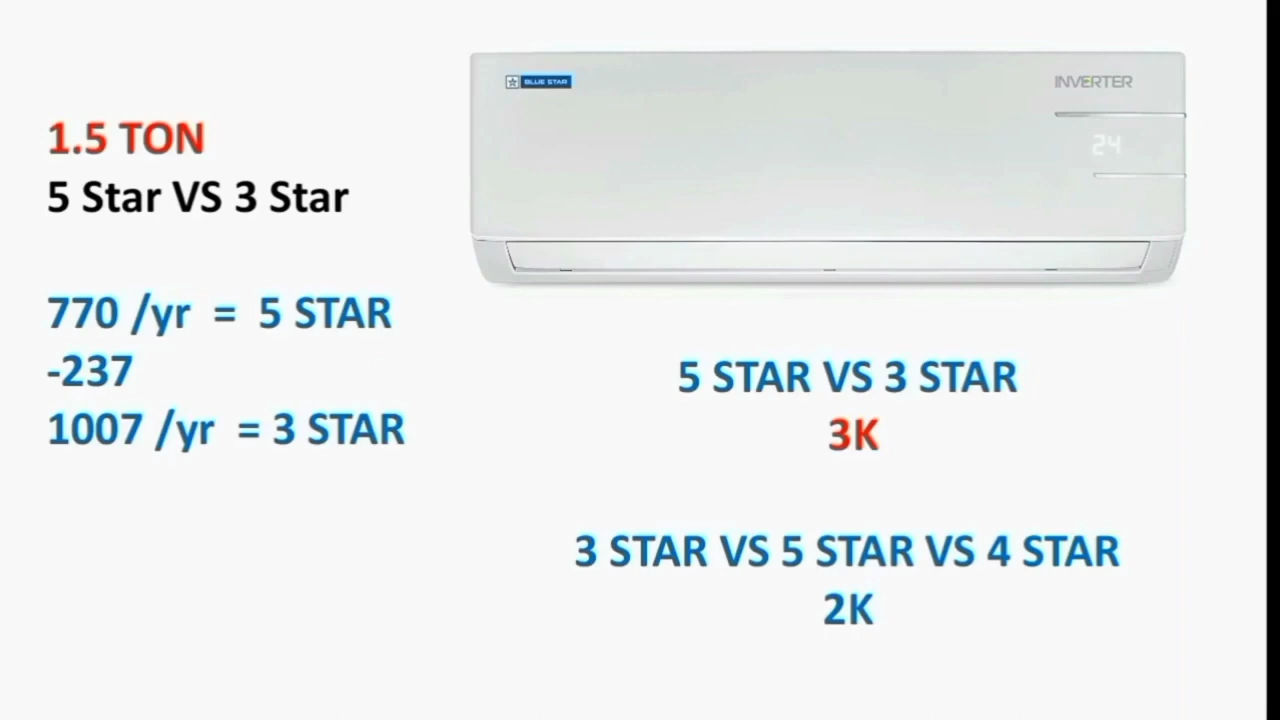 BLUE STAR
INVERTER
24
1.5 TON
5 Star VS 3 Star
770 /yr = 5 STAR
-237
1007 /yr = 3 STAR
5 STAR VS 3 STAR
3K
3 STAR VS 5 STAR VS 4 STAR
2K